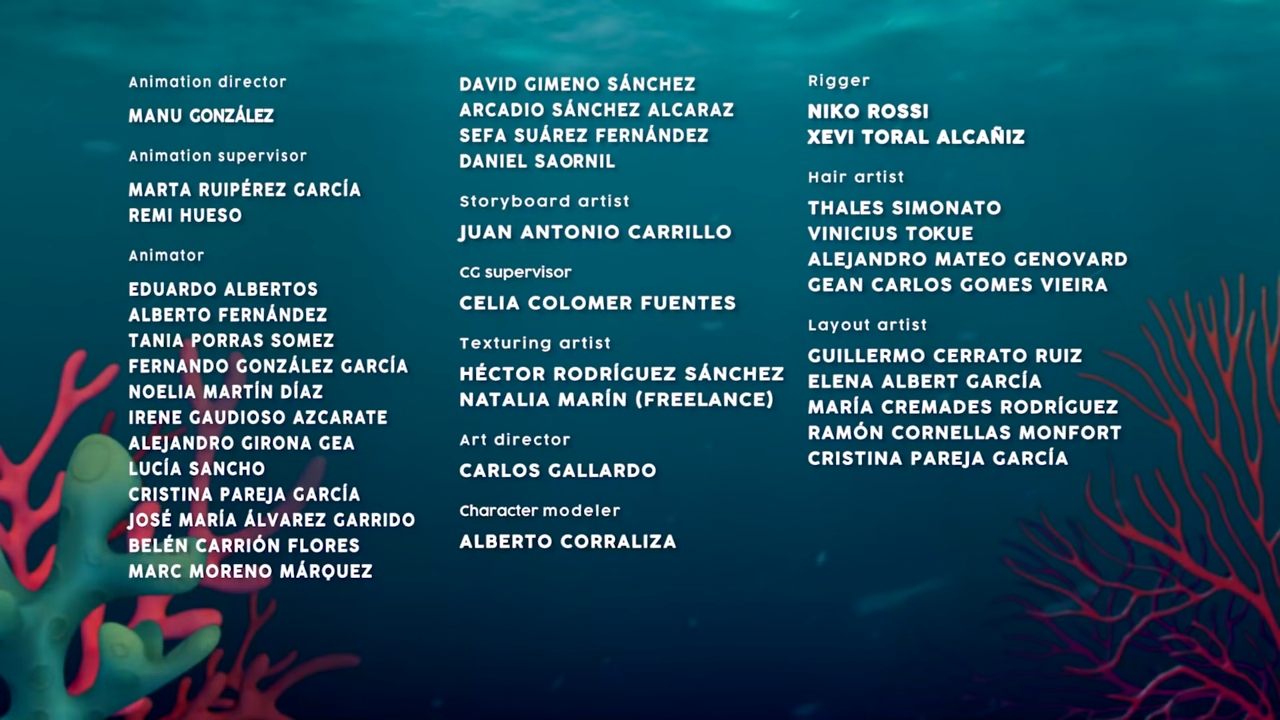 Animation director
MANU GONZÁLEZ
Animation supervisor
MARTA RUIPÉREZ GARCÍA
REMI HUESO
Animator
EDUARDO ALBERTOS
ALBERTO FERNÁNDEZ
TANIA PORRAS SOMEZ
FERNANDO GONZÁLEZ GARCÍA
NOELIA MARTÍN DÍAZ
IRENE GAUDIOSO AZCARATE
ALEJANDRO GIRONA GEA
LUCÍA SANCHO
CRISTINA PAREJA GARCÍA
JOSÉ MARÍA ÁLVAREZ GARRIDO
BELÉN CARRIÓN FLORES
MARC MORENO MÁRQUEZ
DAVID GIMENO SÁNCHEZ
ARCADIO SÁNCHEZ ALCARAZ
SEFA SUÁREZ FERNÁNDEZ
DANIEL SAORNIL
Storyboard artist
JUAN ANTONIO CARRILLO
CG supervisor
CELIA COLOMER FUENTES
Texturing artist
HÉCTOR RODRÍGUEZ SÁNCHEZ
NATALIA MARÍN (FREELANCE)
Art director
CARLOS GALLARDO
Character modeler
ALBERTO CORRALIZA
Rigger
NIKO ROSSI
XEVI TORAL ALCAÑIZ
Hair artist
THALES SIMONATO
VINICIUS TOKUE
ALEJANDRO MATEO GENOVARD
GEAN CARLOS GOMES VIEIRA
Layout artist
GUILLERMO CERRATO RUIZ
ELENA ALBERT GARCÍA
MARÍA CREMADES RODRÍGUEZ
RAMÓN CORNELLAS MONFORT
CRISTINA PAREJA GARCÍA